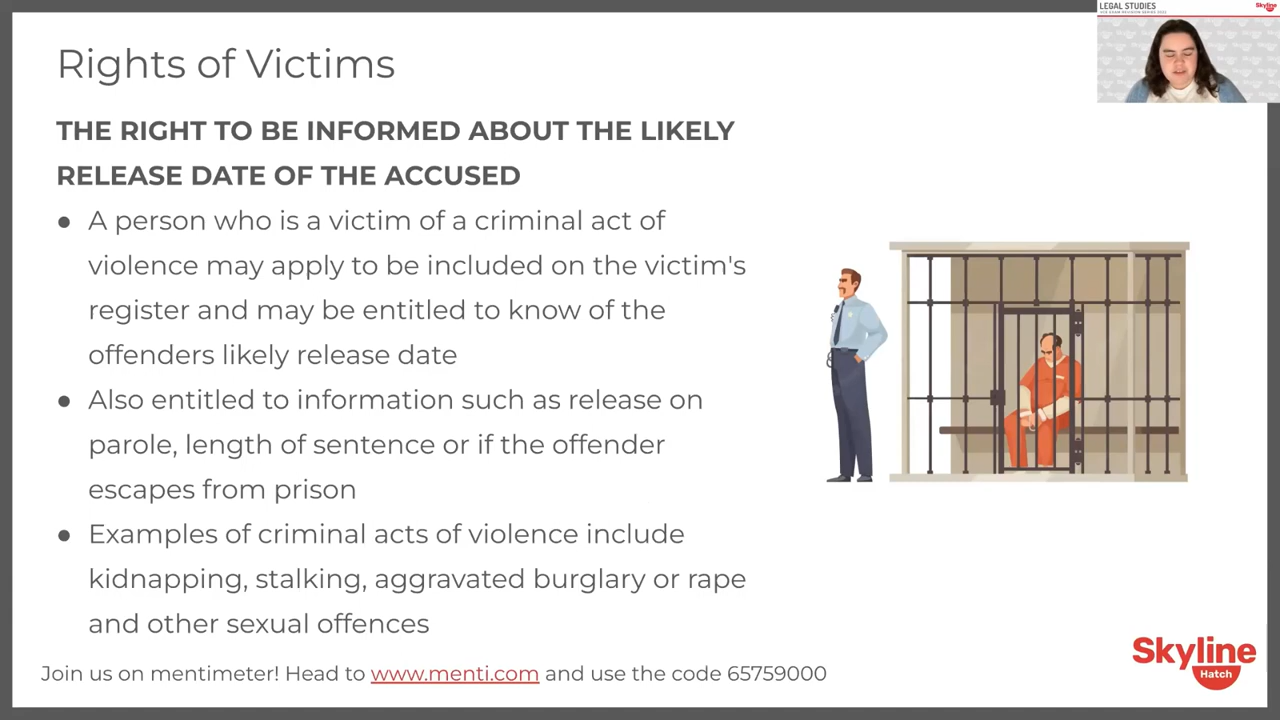 Rights of Victims
THE RIGHT TO BE INFORMED ABOUT THE LIKELY
RELEASE DATE OF THE ACCUSED
● A person who is a victim of a criminal act of
violence may apply to be included on the victim's
register and may be entitled to know of the
offenders likely release date
● Also entitled to information such as release on
parole, length of sentence or if the offender
escapes from prison
● Examples of criminal acts of violence include
kidnapping, stalking, aggravated burglary or rape
and other sexual offences
Join us on mentimeter! Head to www.menti.com and use the code 65759000
LEGAL STUDIES
Skyline
Skyline
Hatch